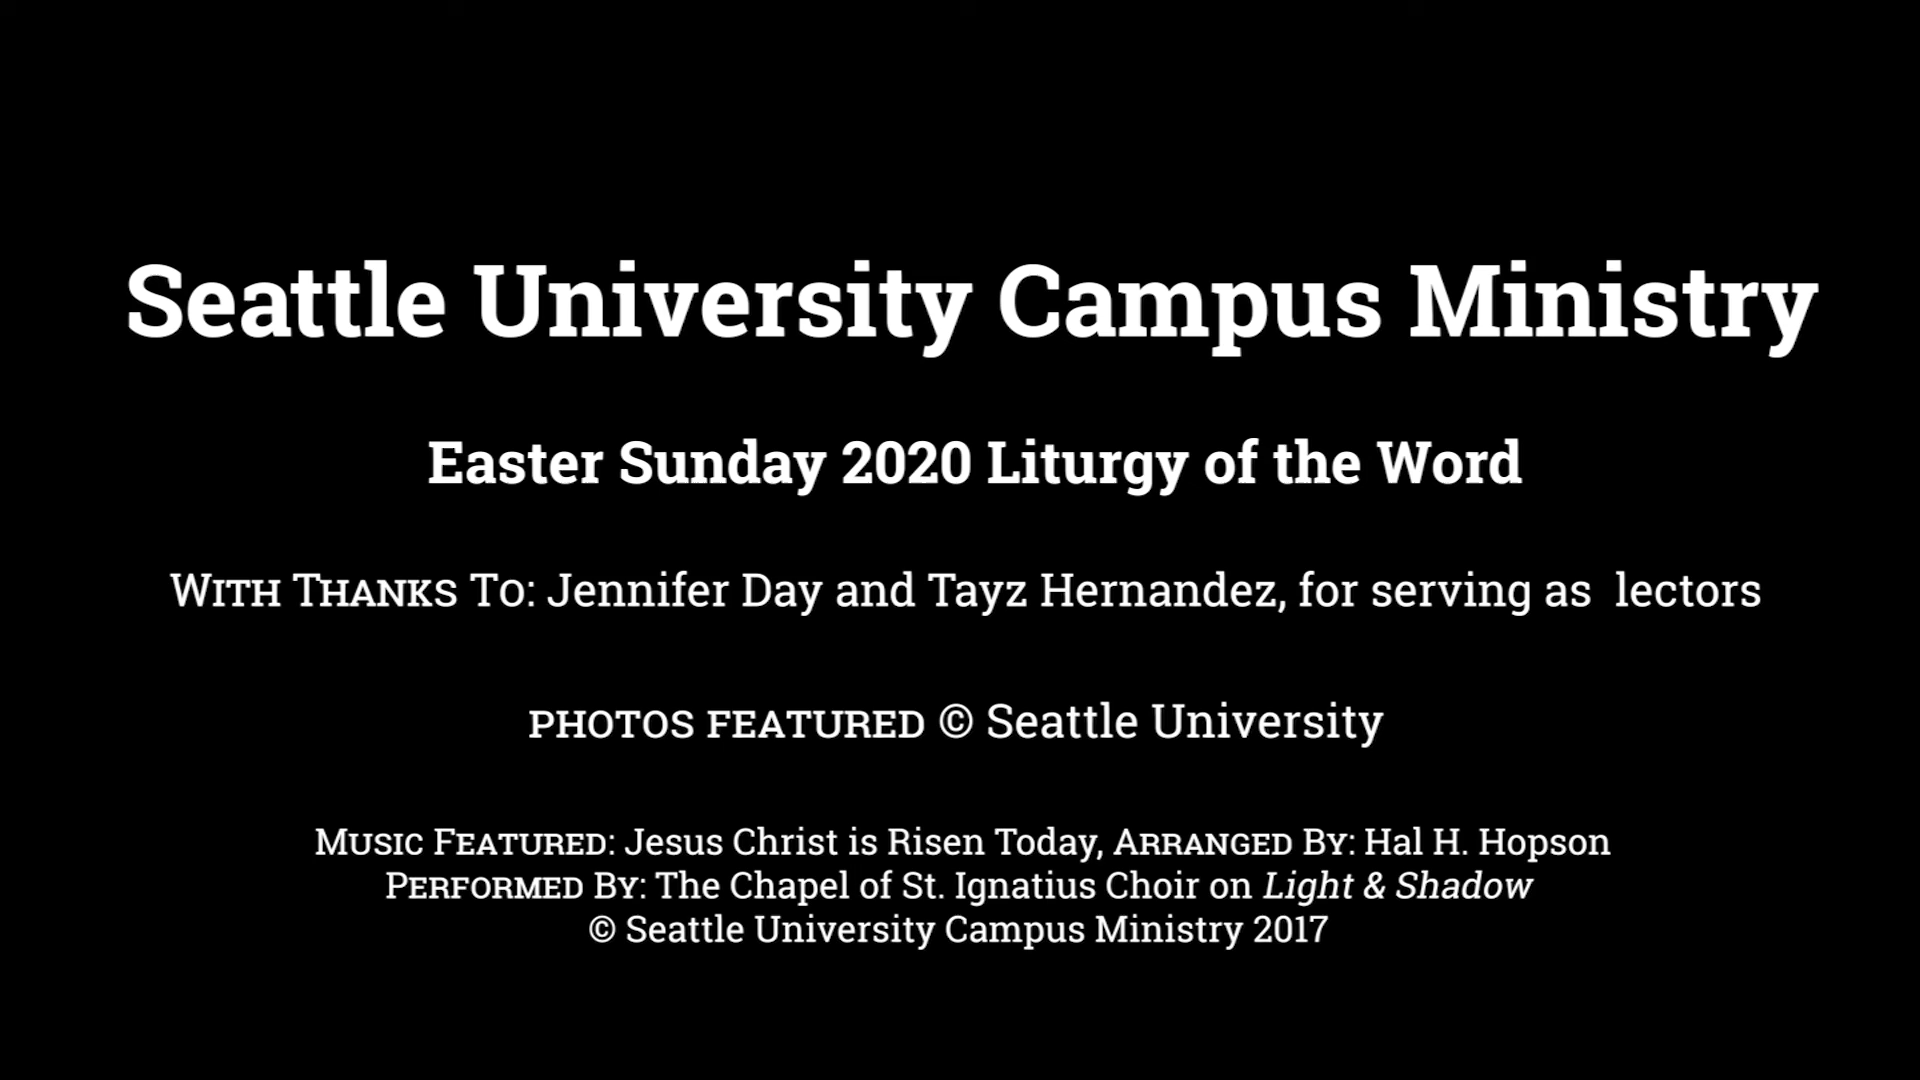 Seattle University Campus Ministry
Easter Sunday 2020 Liturgy of the Word
With Thanks To: Jennifer Day and Tayz Hernandez, for serving as  lectors
PHOTOS FEATURED © Seattle University
Music Featured: Jesus Christ is Risen Today, Arranged By: Hal H. Hopson
Performed By: The Chapel of St. Ignatius Choir on Light & Shadow
© Seattle University Campus Ministry 2017